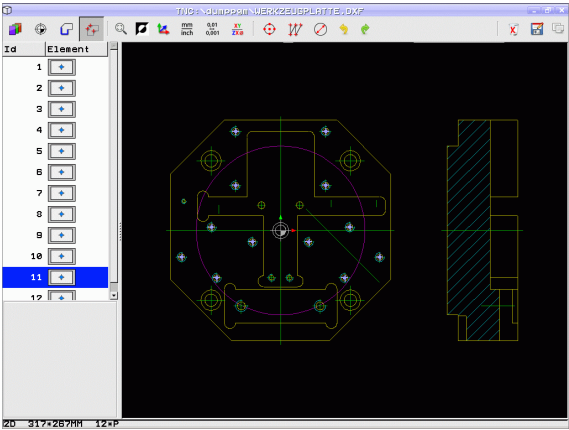 TNC:\dumppgm\WERKZEUGPLATTE.DXF
mm
inch
0,01
0,001
XY
ZXØ
Id Element
1
2
3
4
5
6
7
8
9
10
11
12
2D 317*267MM 12*P